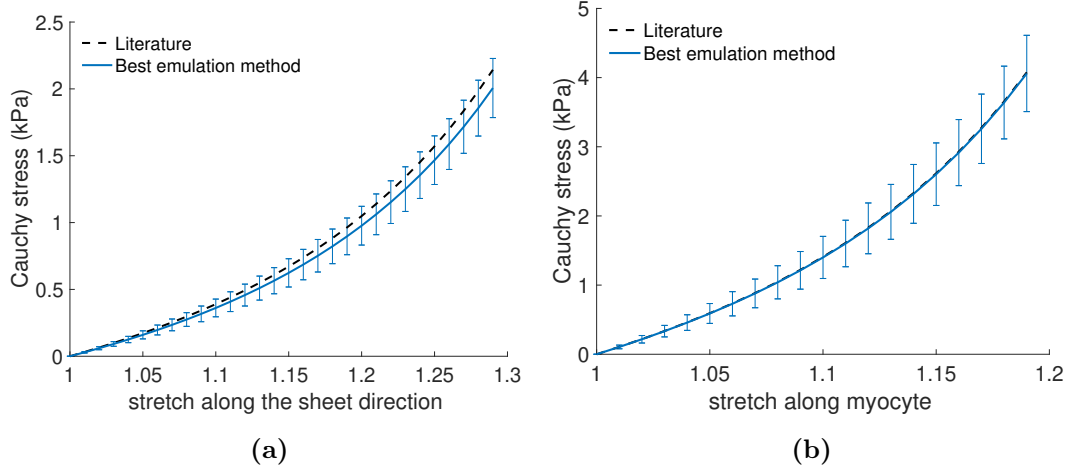 Literature
Best emulation method
Cauchy stress (kPa)
2.5
2
1.5
1
0.5
0
1 1.05 1.1 1.15 1.2 1.25 1.3
stretch along the sheet direction
(a)
Literature
Best emulation method
Cauchy stress (kPa)
5
4
3
2
1
0
1 1.05 1.1 1.15 1.2
stretch along myocyte
(b)